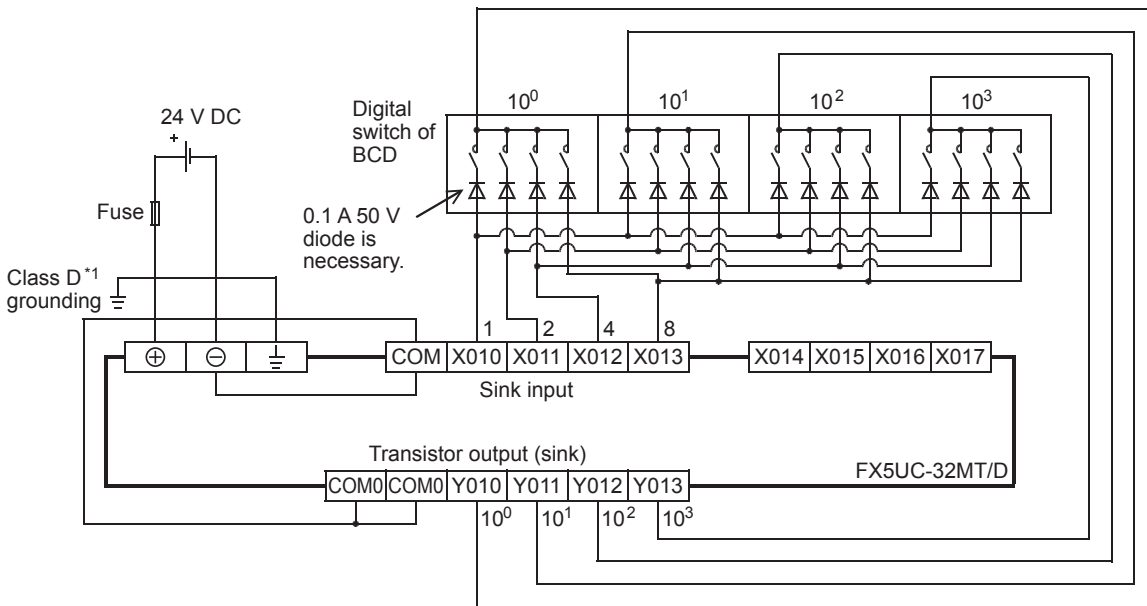 10⁰ 10¹ 10² 10³
24 V DC
+
Digital
switch of
BCD
Fuse
0.1 A 50 V
diode is
necessary.
Class D*1
grounding
1 2 4 8
COM X010 X011 X012 X013 X014 X015 X016 X017
Sink input
Transistor output (sink)
FX5UC-32MT/D
COM0 COM0 Y010 Y011 Y012 Y013
10⁰ 10¹ 10² 10³